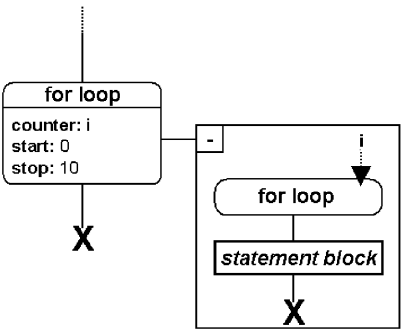 for loop
counter: i
start: 0
stop: 10
X
-
i
for loop
statement block
X